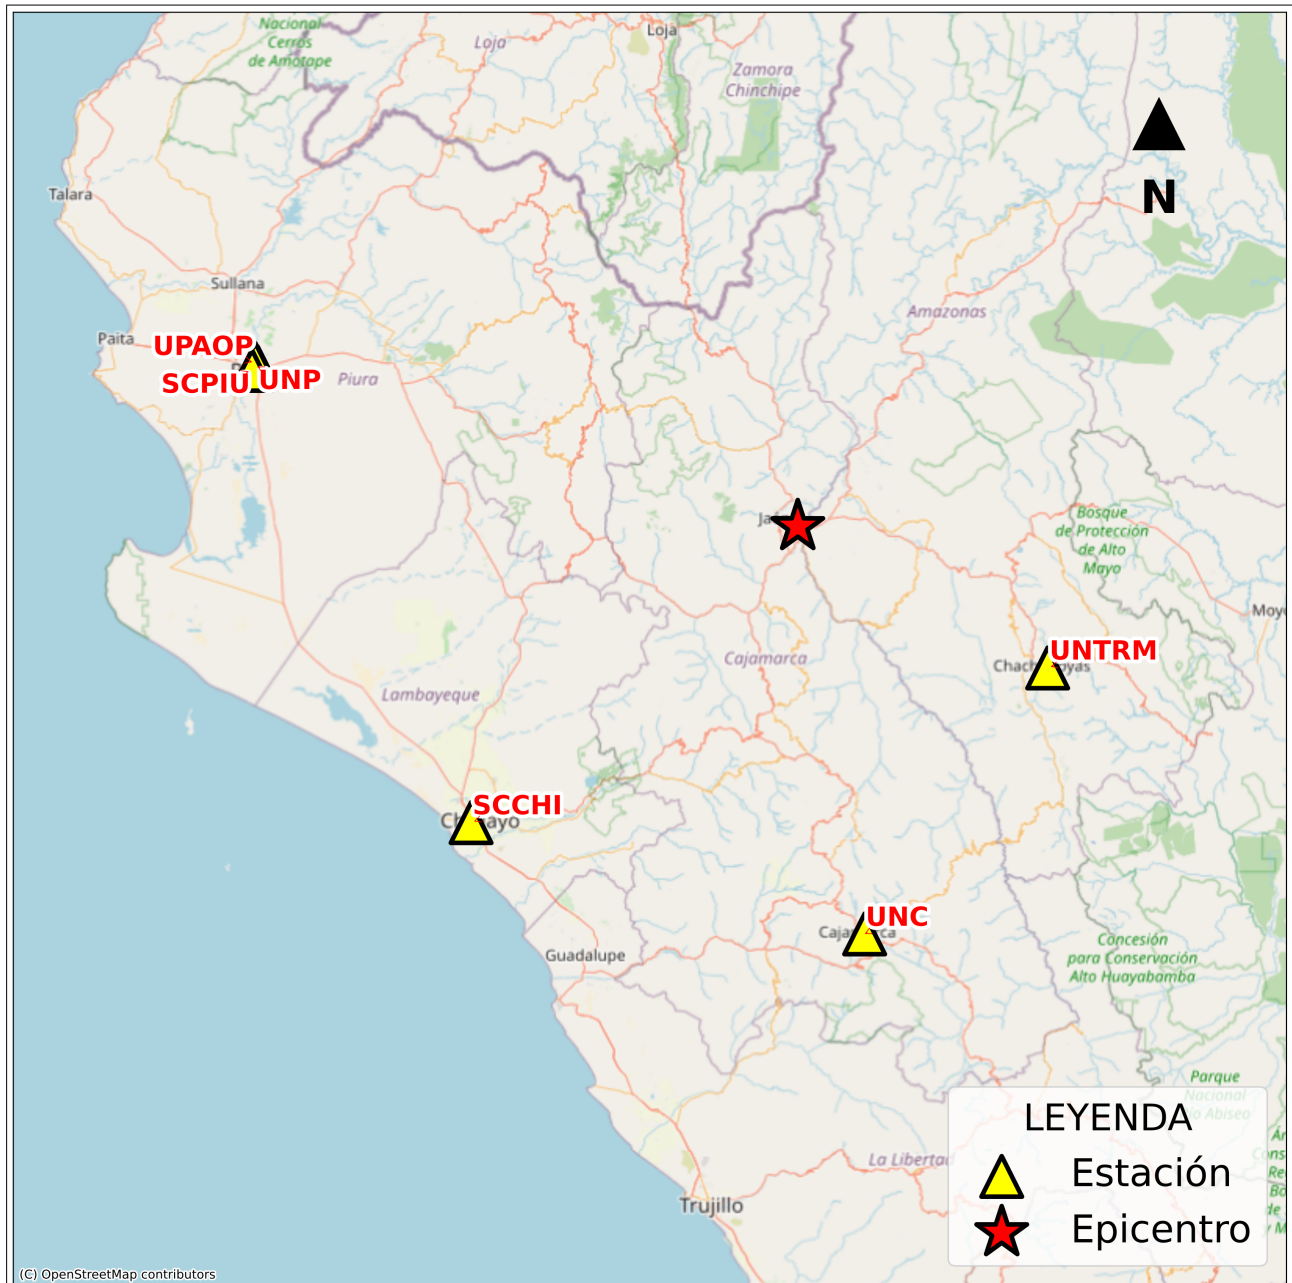 Nacional
Cerros
de Amotape
Loja
Loja
Zamora
Chinchipe
N
Talara
Sullana
Amazonas
Paita
UPAOP
SCPIU
UNP
Piura
Bosque
de Protección
de Alto
Mayo
UNTRM
Cajamarca
Lambayeque
SCCHI
UNC
Guadalupe
Concesión
para Conservación
Alto Huayabamba
Parque
Nacional
La Libertad
Trujillo
LEYENDA
Estación
Epicentro
(C) OpenStreetMap contributors